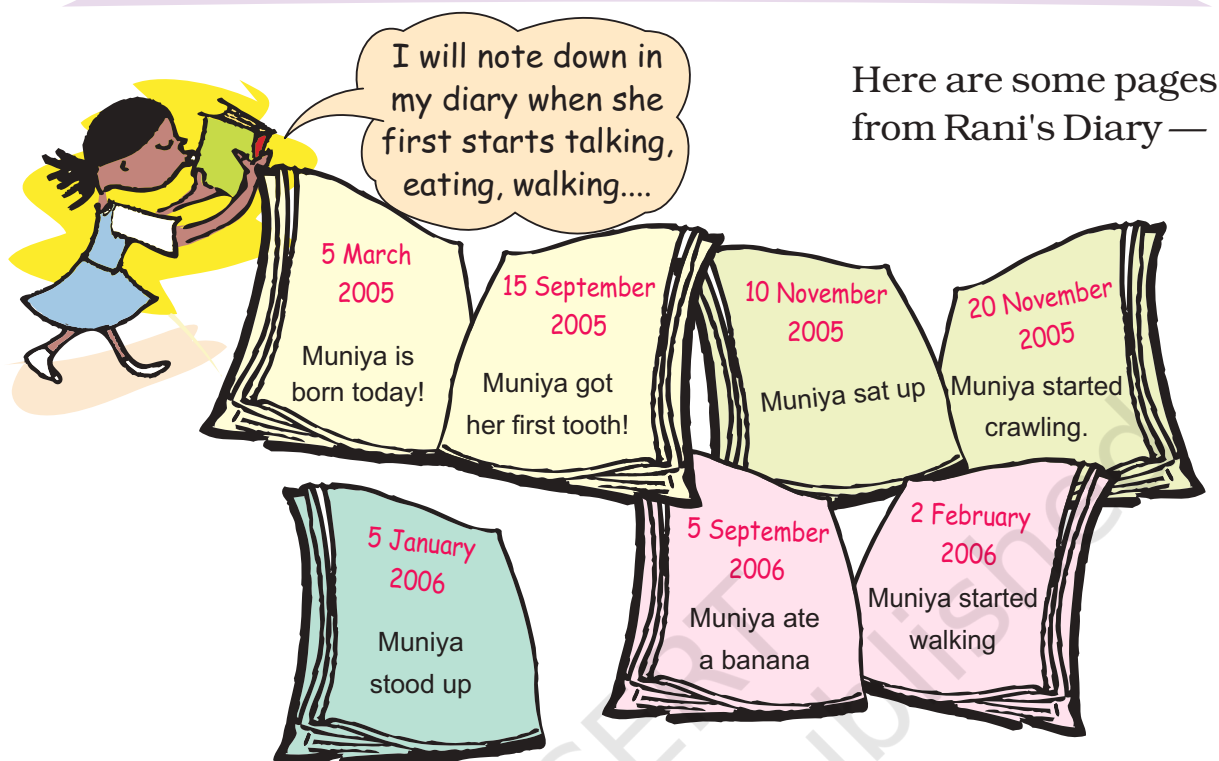 I will note down in
my diary when she
first starts talking,
eating, walking....
Here are some pages
from Rani's Diary —
5 March
2005
Muniya is
born today!
15 September
2005
Muniya got
her first tooth!
10 November
2005
Muniya sat up
20 November
2005
Muniya started
crawling.
5 January
2006
Muniya
stood up
5 September
2006
Muniya ate
a banana
2 February
2006
Muniya started
walking